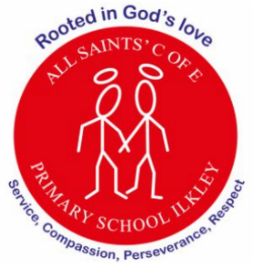 Rooted in God's love
ALL SAINTS' C OF E
PRIMARY SCHOOL ILKLEY
Service, Compassion, Perseverance, Respect